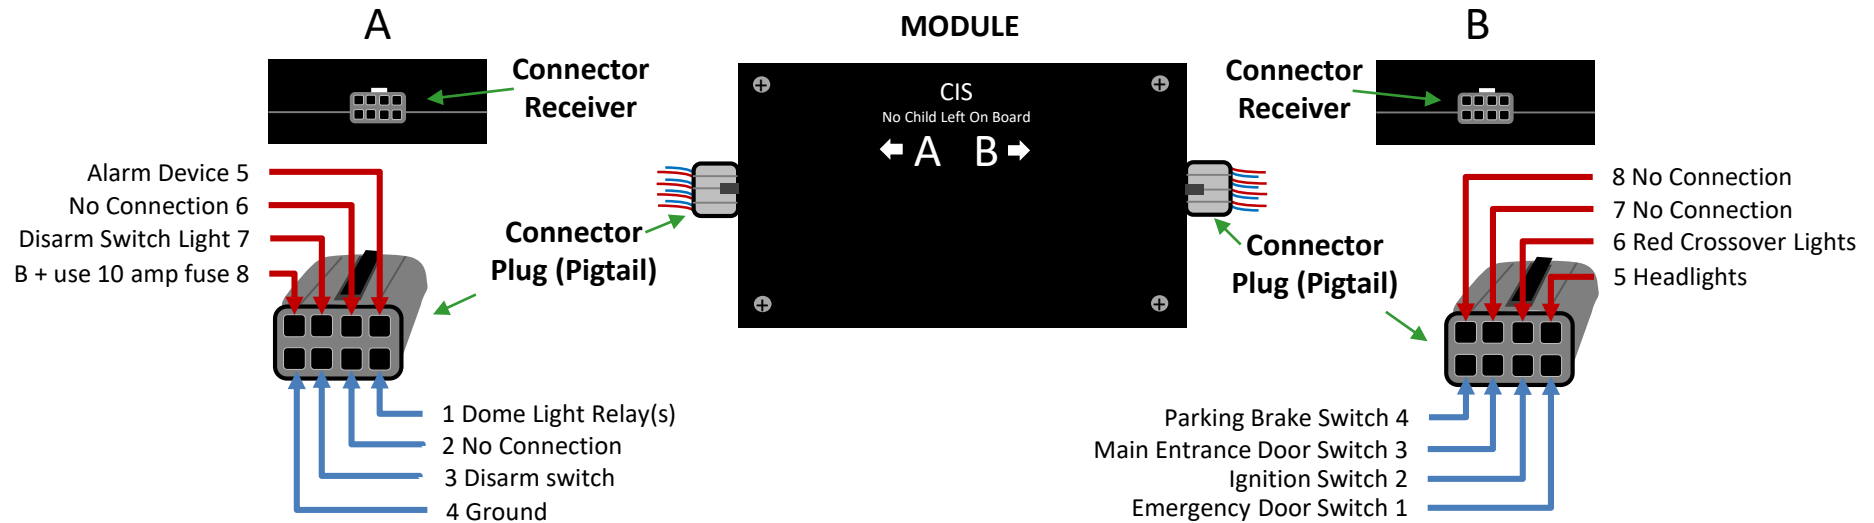 A
MODULE
B
Connector
Receiver
Connector
Receiver
CIS
No Child Left On Board
A B
Alarm Device 5
No Connection 6
Disarm Switch Light 7
B + use 10 amp fuse 8
Connector
Plug (Pigtail)
Connector
Plug (Pigtail)
8 No Connection
7 No Connection
6 Red Crossover Lights
5 Headlights
1 Dome Light Relay(s)
2 No Connection
3 Disarm switch
4 Ground
Parking Brake Switch 4
Main Entrance Door Switch 3
Ignition Switch 2
Emergency Door Switch 1